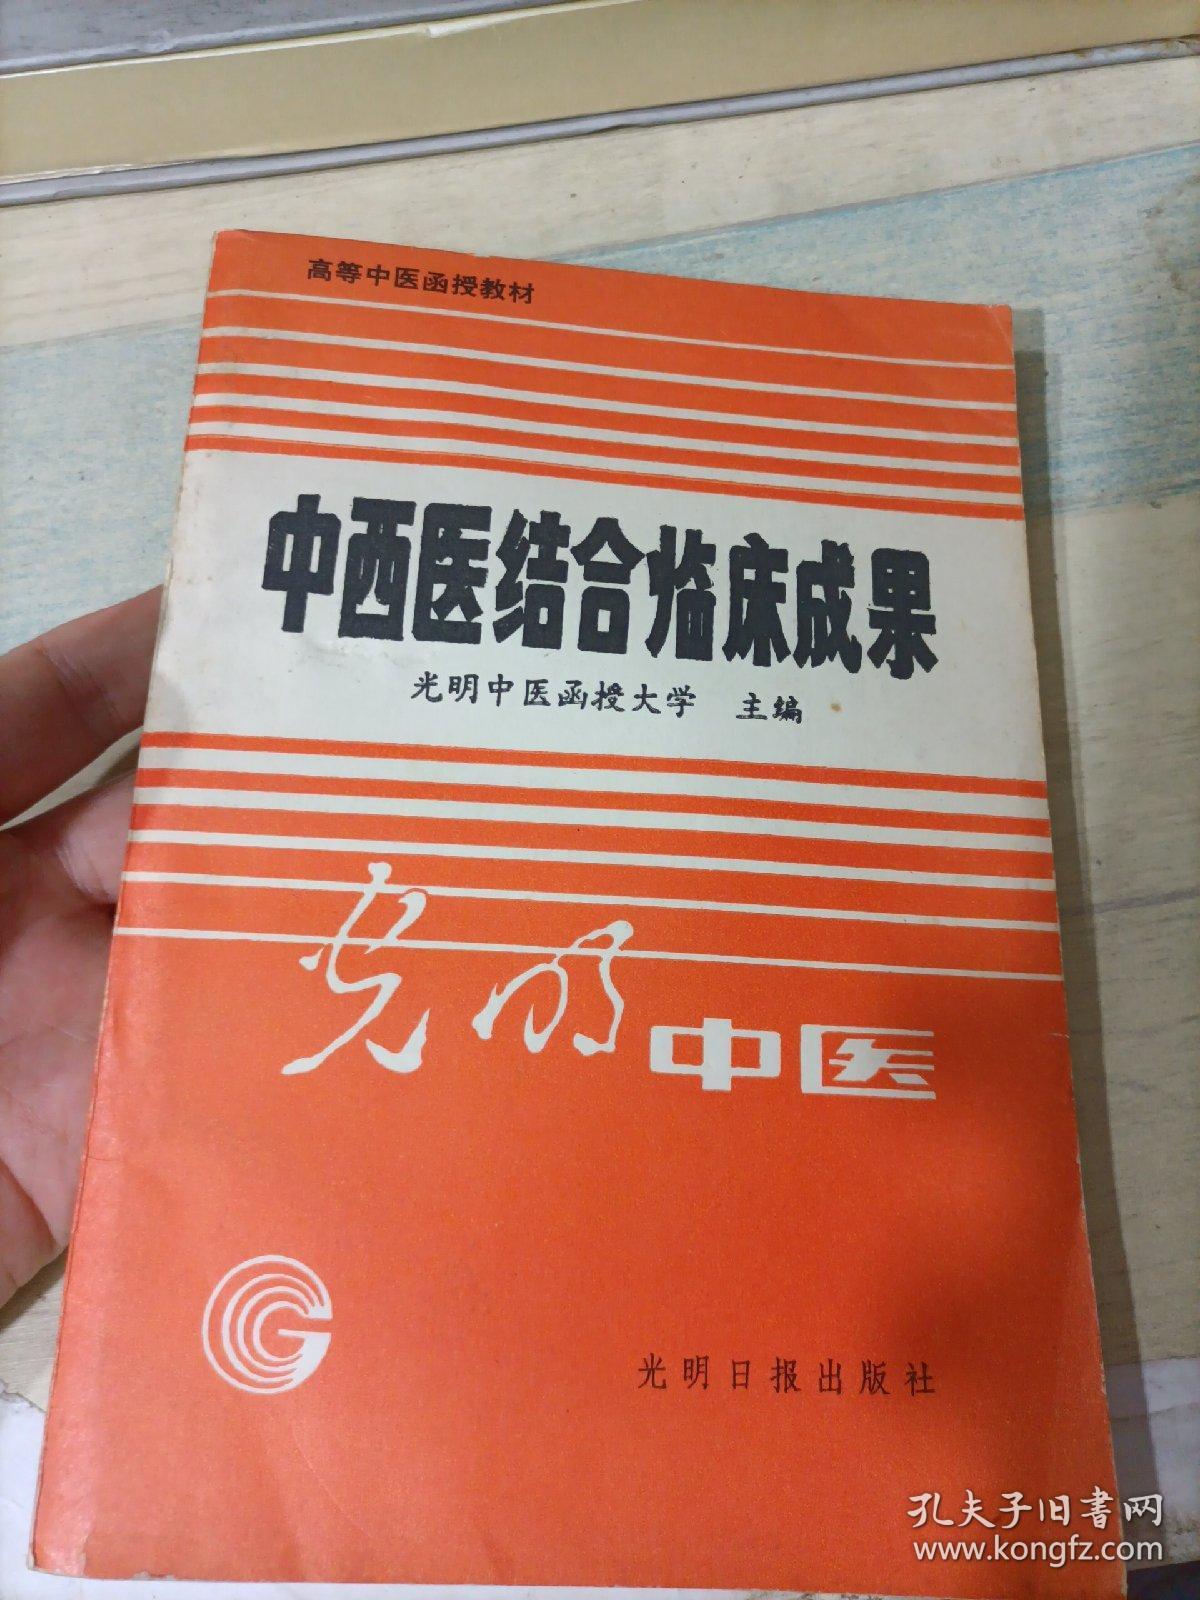 高等中医函授教材
中西医结合临床成果
光明中医函授大学 主编
光明中医
光明日报出版社
孔夫子旧书网
www.kongfz.com